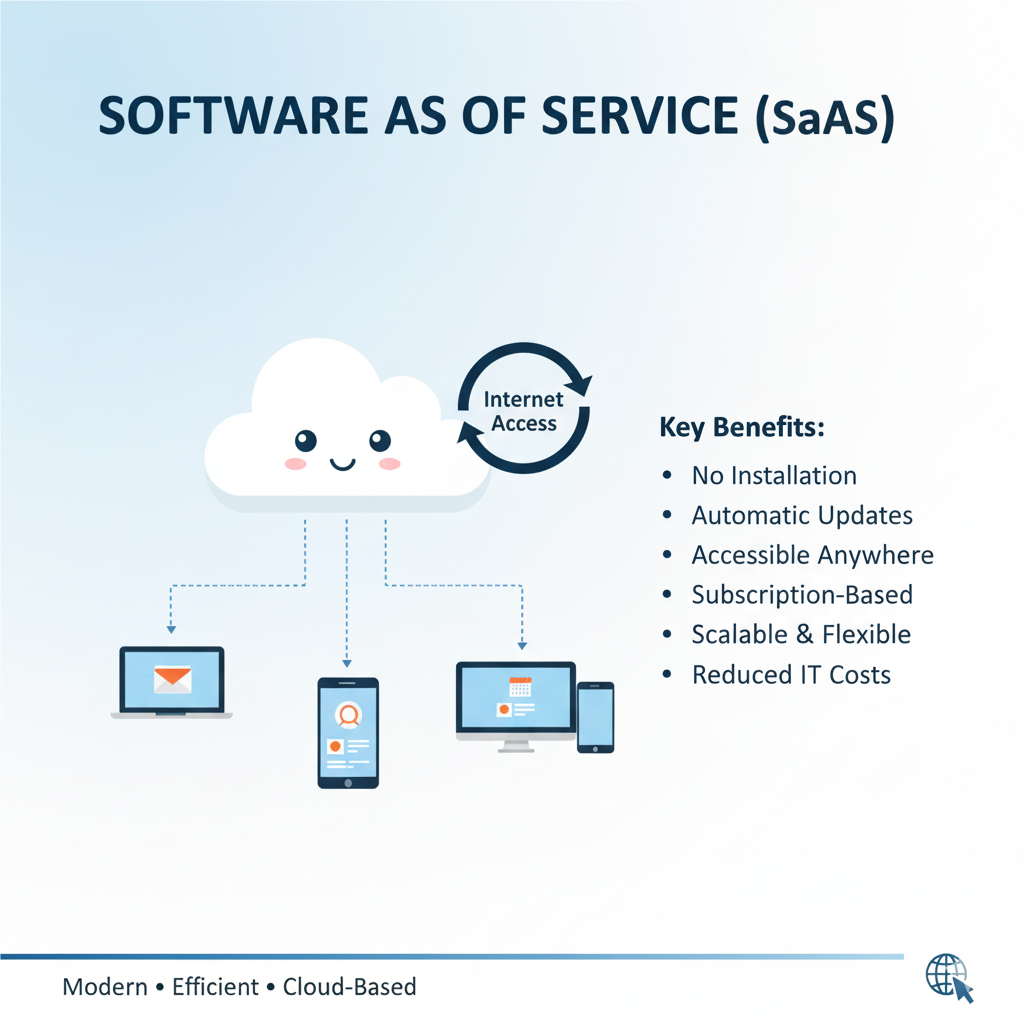 SOFTWARE AS OF SERVICE (SaAS)
Internet
Access
Key Benefits:
• No Installation
• Automatic Updates
• Accessible Anywhere
• Subscription-Based
• Scalable & Flexible
• Reduced IT Costs
Modern • Efficient • Cloud-Based